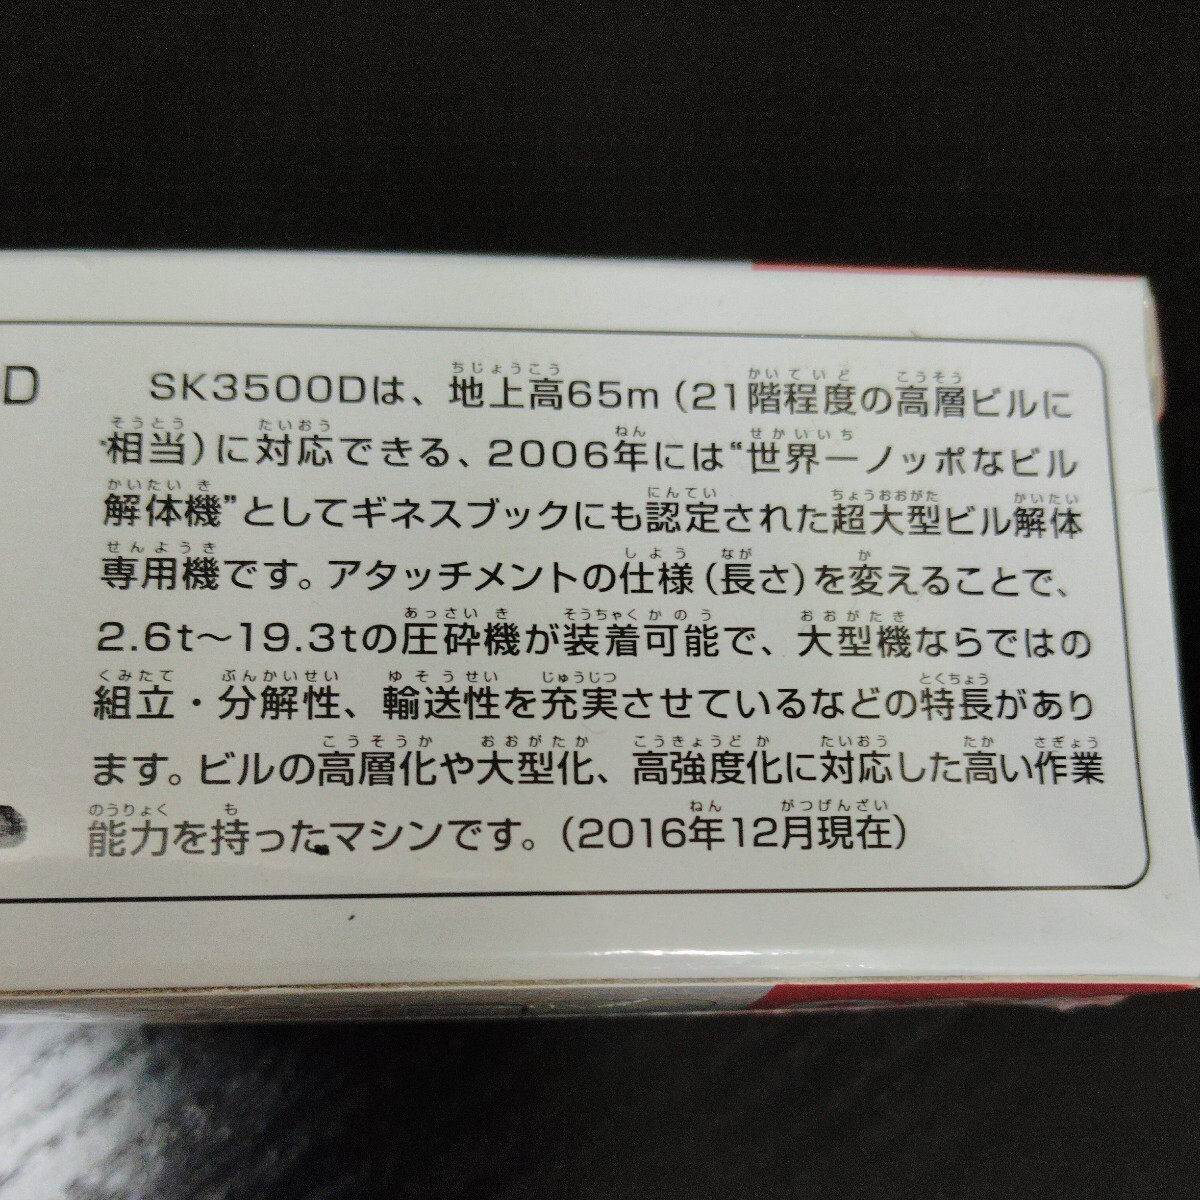 D
SK3500Dは、地上高65m（21階程度の高層ビルに
相当）に対応できる、2006年には“世界一ノッポなビル
解体機”としてギネスブックにも認定された超大型ビル解体
専用機です。アタッチメントの仕様（長さ）を変えることで、
2.6t〜19.3tの圧砕機が装着可能で、大型機ならではの
組立・分解性、輸送性を充実させているなどの特長があり
ます。ビルの高層化や大型化、高強度化に対応した高い作業
能力を持ったマシンです。（2016年12月現在）